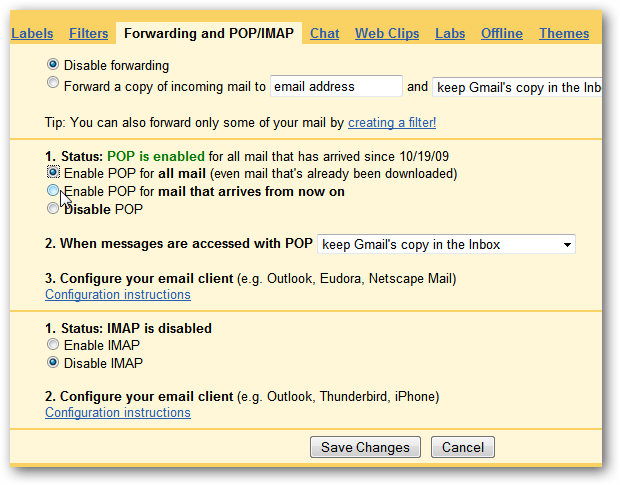 Labels Filters Forwarding and POP/IMAP Chat Web Clips Labs Offline Themes
Disable forwarding
Forward a copy of incoming mail to email address and keep Gmail's copy in the Inb
Tip: You can also forward only some of your mail by creating a filter!
1. Status: POP is enabled for all mail that has arrived since 10/19/09
Enable POP for all mail (even mail that's already been downloaded)
Enable POP for mail that arrives from now on
Disable POP
2. When messages are accessed with POP keep Gmail's copy in the Inbox
3. Configure your email client (e.g. Outlook, Eudora, Netscape Mail)
Configuration instructions
1. Status: IMAP is disabled
Enable IMAP
Disable IMAP
2. Configure your email client (e.g. Outlook, Thunderbird, iPhone)
Configuration instructions
Save Changes Cancel